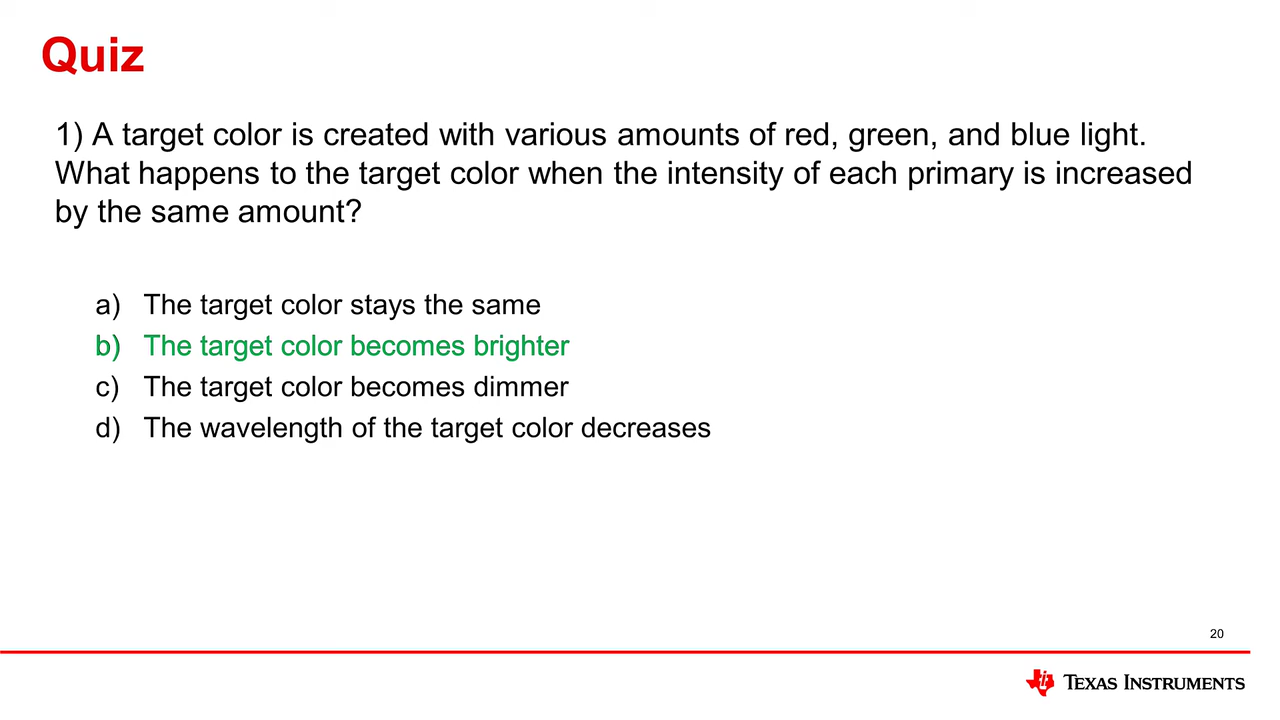 Quiz
1) A target color is created with various amounts of red, green, and blue light.
What happens to the target color when the intensity of each primary is increased
by the same amount?
a) The target color stays the same
b) The target color becomes brighter
c) The target color becomes dimmer
d) The wavelength of the target color decreases
20
TEXAS INSTRUMENTS